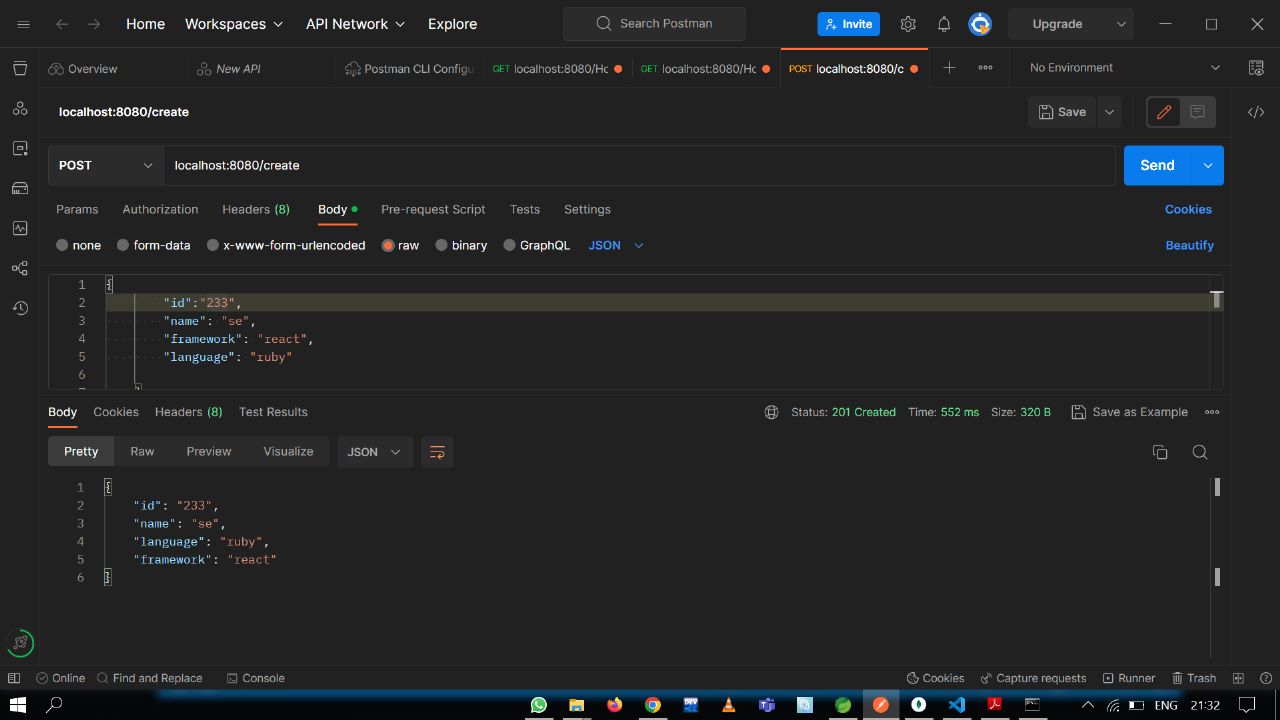 Home Workspaces API Network Explore Search Postman Invite Upgrade
Overview New API Postman CLI Configu GET localhost:8080/Hc GET localhost:8080/Hc POST localhost:8080/c No Environment
localhost:8080/create Save
POST localhost:8080/create Send
Params Authorization Headers (8) Body Pre-request Script Tests Settings Cookies
none form-data x-www-form-urlencoded raw binary GraphQL JSON Beautify
1 {
2 "id":"233",
3 "name": "se",
4 "framework": "react",
5 "language": "ruby"
6
Body Cookies Headers (8) Test Results Status: 201 Created Time: 552 ms Size: 320 B Save as Example
Pretty Raw Preview Visualize JSON
1 {
2 "id": "233",
3 "name": "se",
4 "language": "ruby",
5 "framework": "react"
6 }
Online Find and Replace Console Cookies Capture requests Runner Trash
ENG 21:32